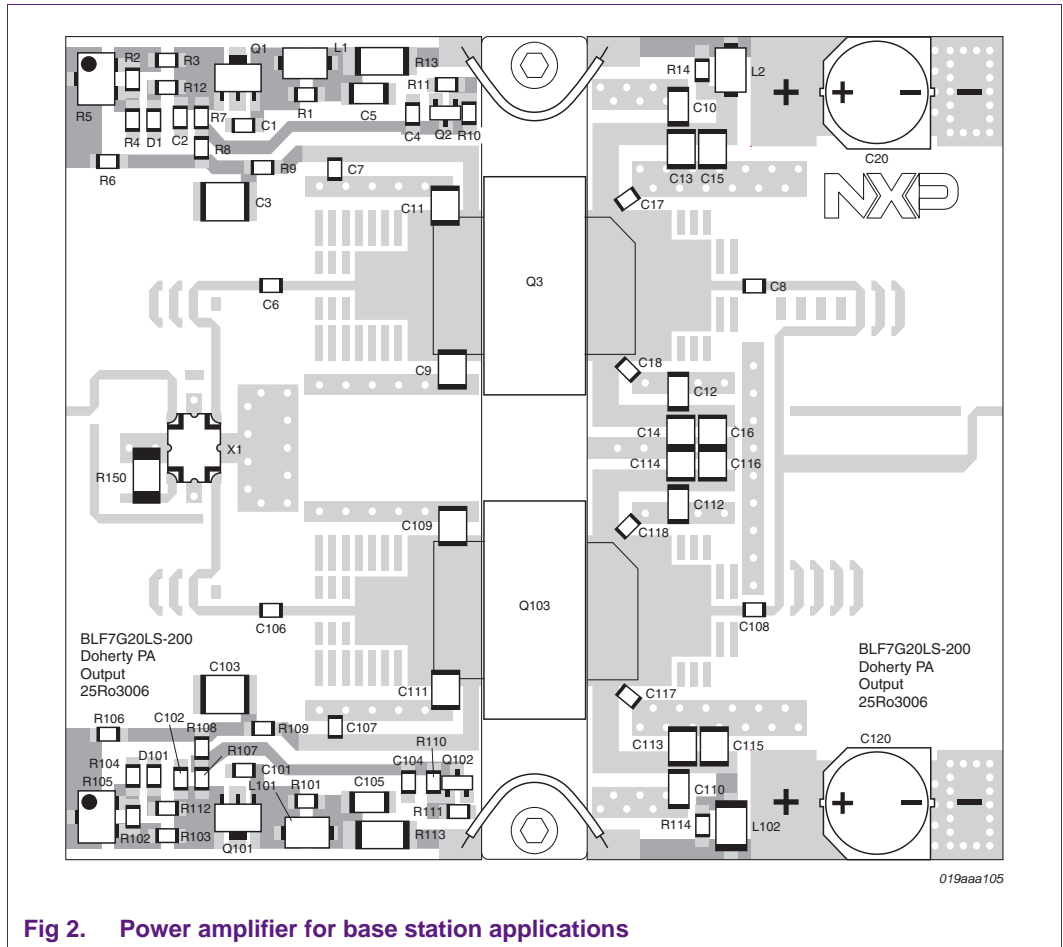 R2
R3
Q1
L1
R13
R14
L2
R12
R11
R5
R4
D1
C2
R7
C1
R1
C5
C4
Q2
R10
C10
+
+
−
−
R8
C20
R6
R9
C7
C13
C15
C3
C11
C17
NXP
Q3
C6
C8
C9
C18
C12
C14
C16
X1
R150
C114
C116
C112
C109
C118
Q103
C106
C108
BLF7G20LS-200
Doherty PA
Output
25Ro3006
BLF7G20LS-200
Doherty PA
Output
25Ro3006
C103
C111
C117
R106
C102
R108
R109
C107
C113
C115
C120
R104
D101
R107
C101
C104
R110
Q102
R105
L101
R101
C105
C110
+
+
−
−
R112
R111
R102
R103
Q101
R113
R114
L102
019aaa105
Fig 2. Power amplifier for base station applications